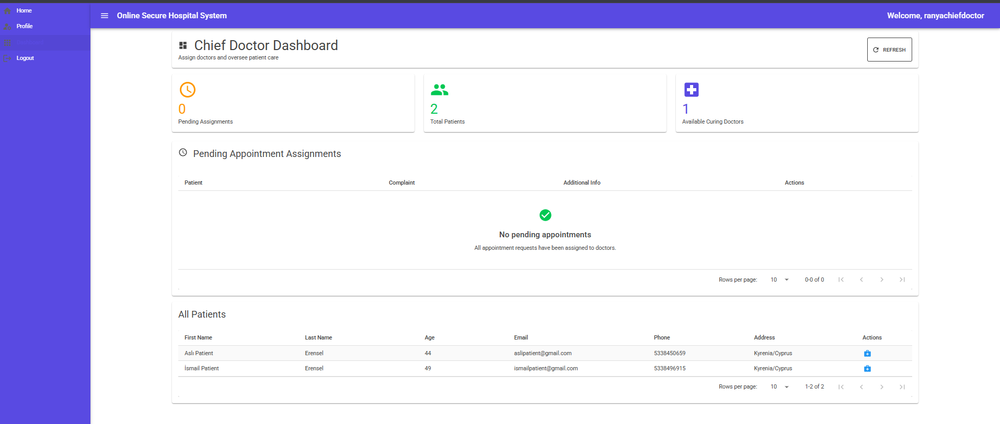 Home
Profile
Dashboard
Logout
Online Secure Hospital System
Welcome, ranyachiefdoctor
Chief Doctor Dashboard
Assign doctors and oversee patient care
REFRESH
0
Pending Assignments
2
Total Patients
1
Available Curing Doctors
Pending Appointment Assignments
Patient Complaint Additional Info Actions
No pending appointments
All appointment requests have been assigned to doctors.
Rows per page: 10 0-0 of 0
All Patients
First Name Last Name Age Email Phone Address Actions
Aslı Patient Erensel 44 aslipatient@gmail.com 5338450659 Kyrenia/Cyprus
İsmail Patient Erensel 49 ismailpatient@gmail.com 5338496915 Kyrenia/Cyprus
Rows per page: 10 1-2 of 2